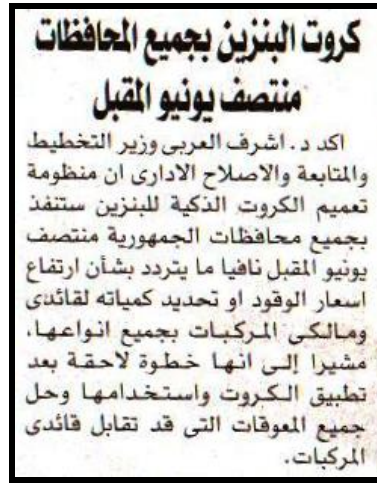 كروت البنزين بجميع المحافظات
منتصف يونيو المقبل
اكد د. اشرف العربى وزير التخطيط
والمتابعة والاصلاح الادارى ان منظومة
تعميم الكروت الذكية للبنزين ستنفذ
بجميع محافظات الجمهورية منتصف
يونيو المقبل نافيا ما يتردد بشأن ارتفاع
اسعار الوقود او تحديد كمياته لقائدى
ومالكى المركبات بجميع انواعها.
مشيرا إلى انها خطوة لاحقة بعد
تطبيق الكروت واستخدامها وحل
جميع المعوقات التى قد تقابل قائدى
المركبات.